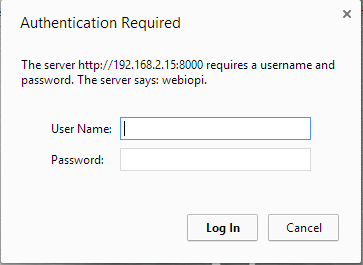 Authentication Required
The server http://192.168.2.15:8000 requires a username and
password. The server says: webiopi.
User Name:
Password:
Log In Cancel